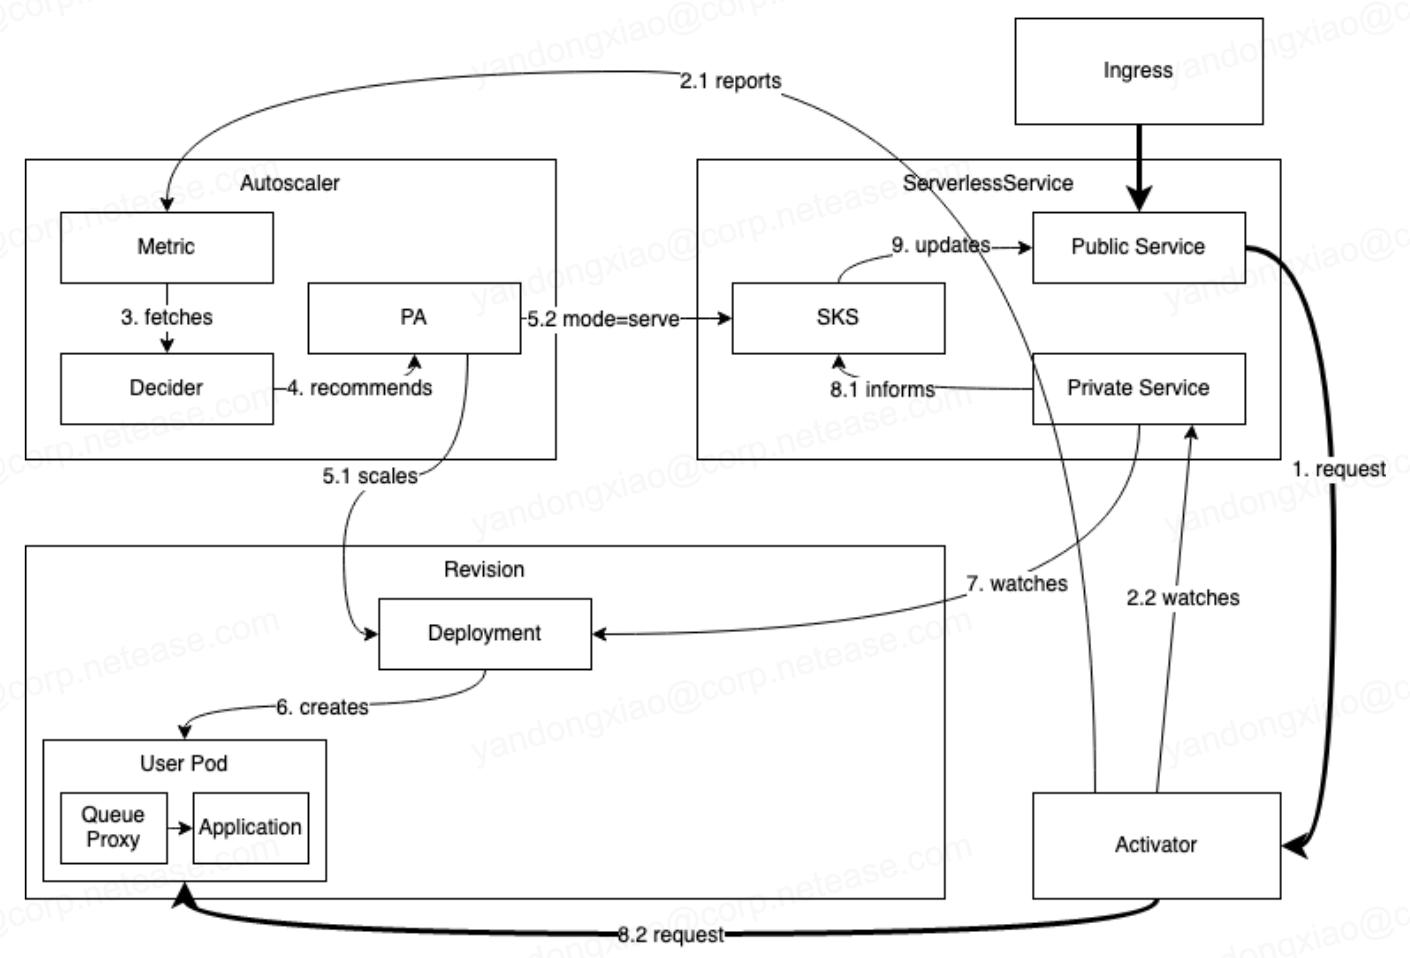 Ingress
2.1 reports
Autoscaler
ServerlessService
Metric
9. updates
Public Service
3. fetches
PA
5.2 mode=serve
SKS
Decider
4. recommends
8.1 informs
Private Service
5.1 scales
1. request
Revision
7. watches
2.2 watches
Deployment
6. creates
User Pod
Queue
Proxy
Application
Activator
8.2 request
yandongxiao@corp.netease.com